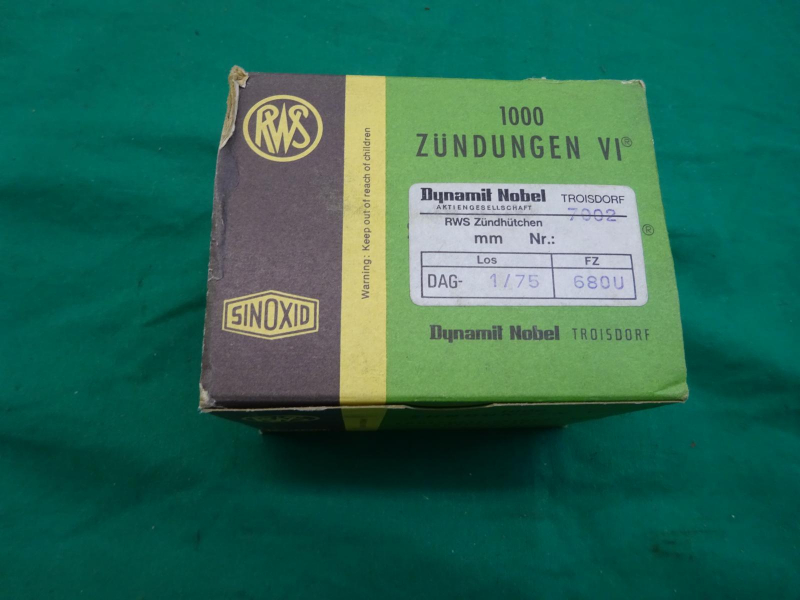 RWS
SINOXID
Warning: Keep out of reach of children
1000
ZÜNDUNGEN VI®
Dynamit Nobel TROISDORF
AKTIENGESELLSCHAFT
7002
RWS Zündhütchen
®
mm Nr.:
Los FZ
DAG- 1/75 680U
Dynamit Nobel TROISDORF